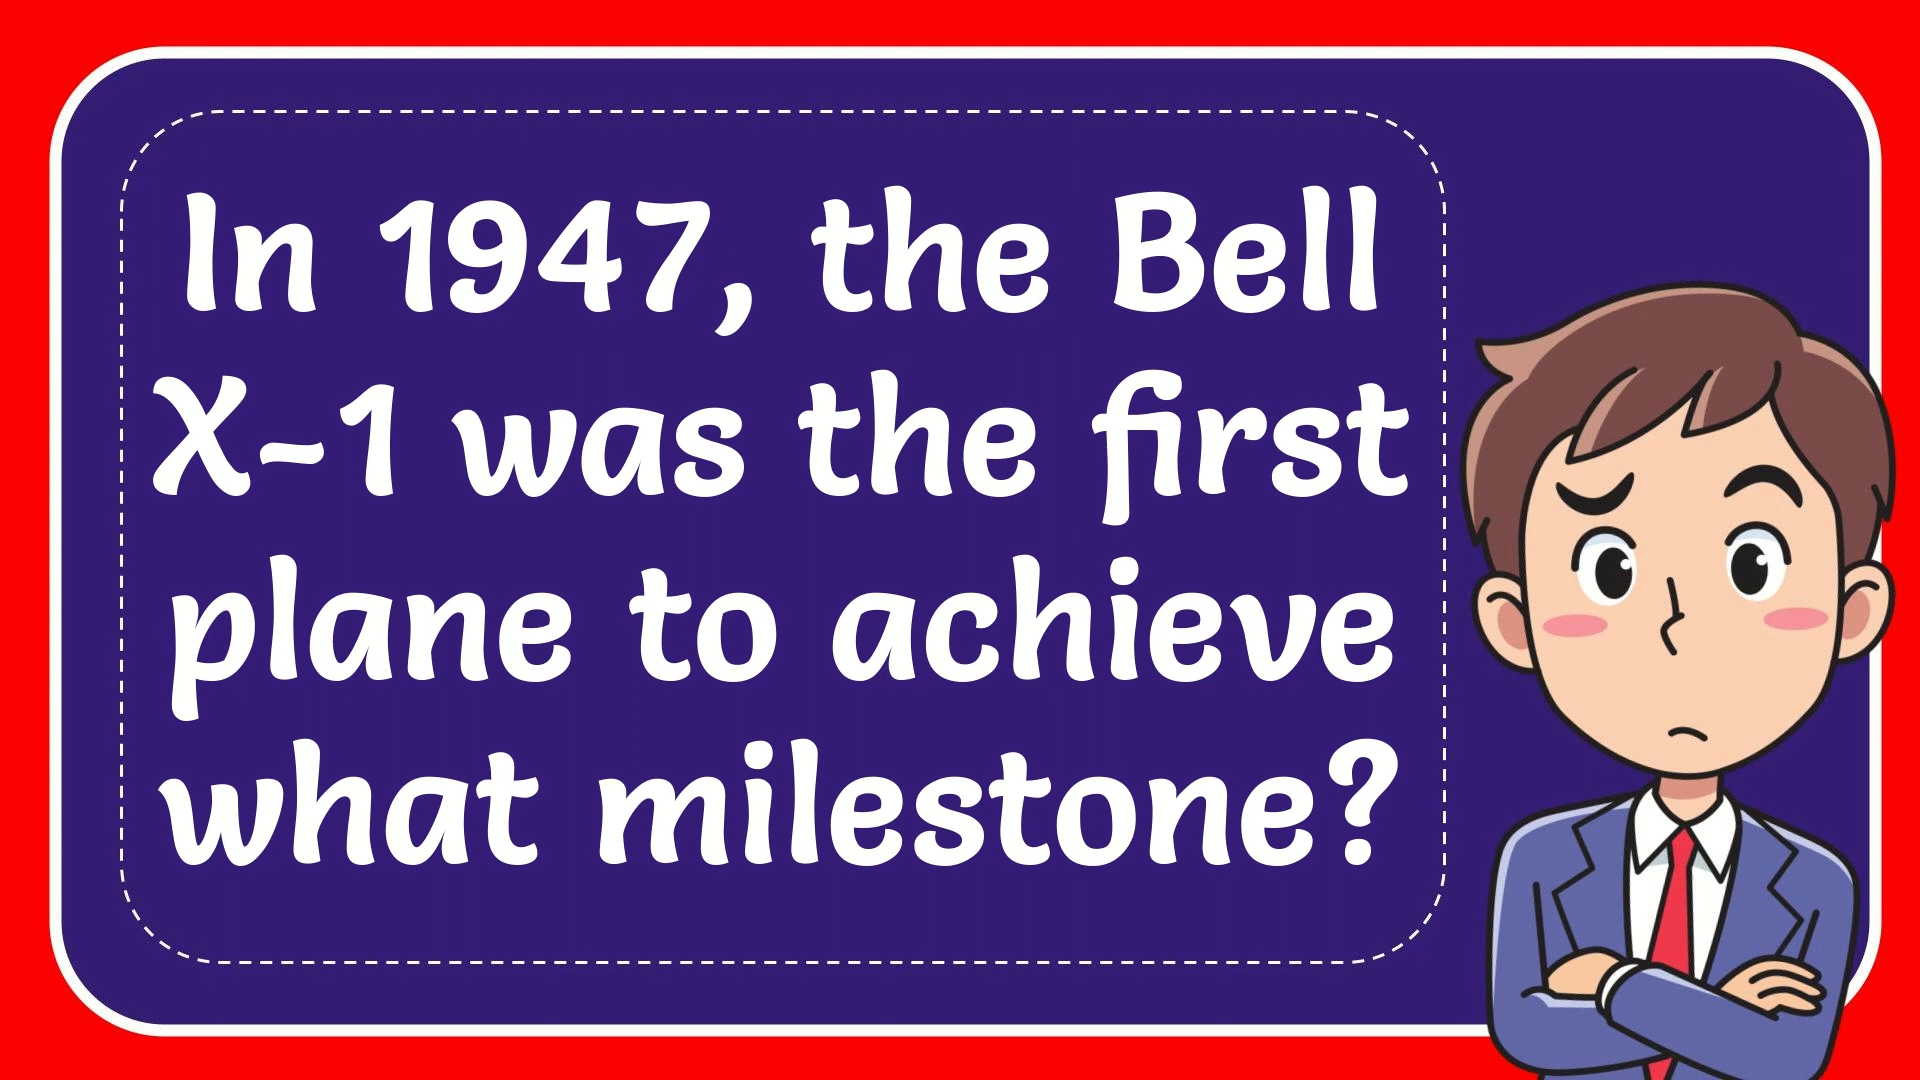 In 1947, the Bell
X-1 was the first
plane to achieve
what milestone?